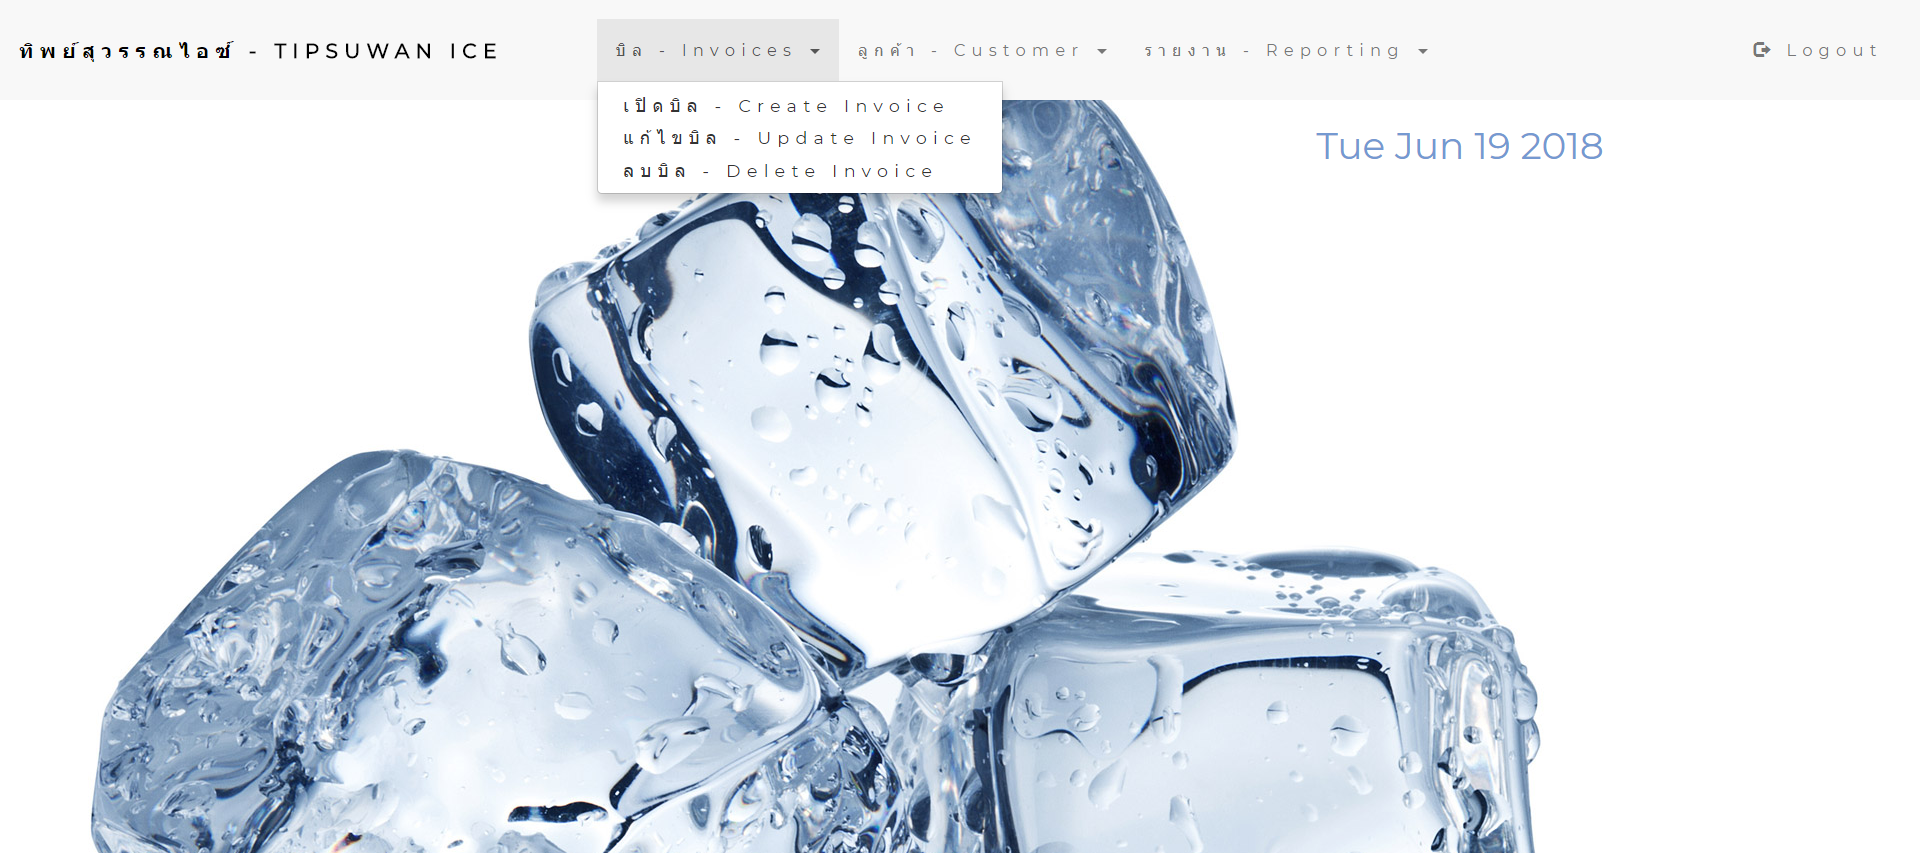 ทิพย์สุวรรณไอซ์ - TIPSUWAN ICE
บิล - Invoices
ลูกค้า - Customer
รายงาน - Reporting
Logout
เปิดบิล - Create Invoice
แก้ไขบิล - Update Invoice
ลบบิล - Delete Invoice
Tue Jun 19 2018